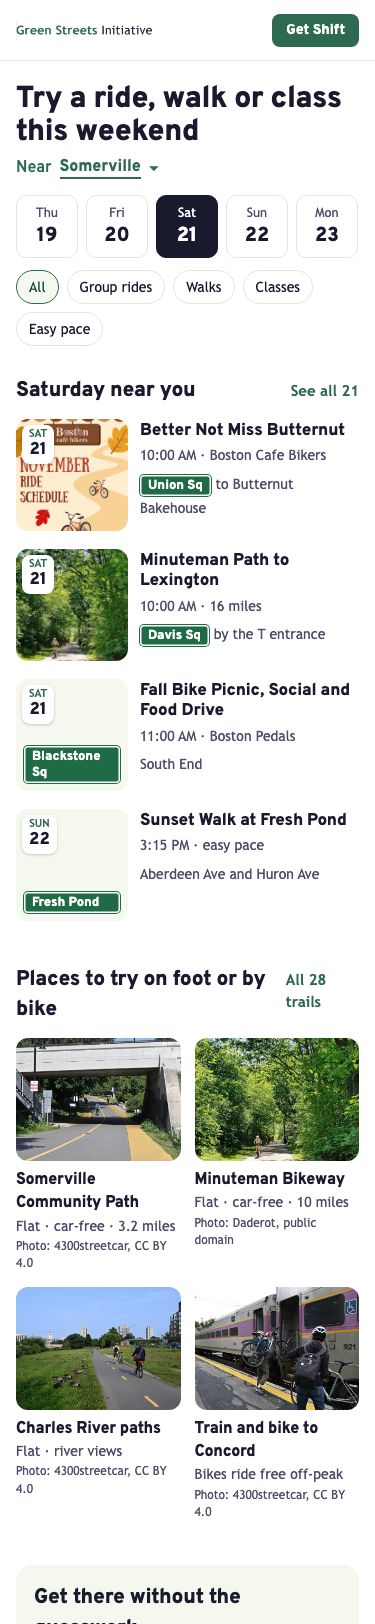 Green Streets Initiative
Get Shift
Try a ride, walk or class
this weekend
Near Somerville
Thu
19
Fri
20
Sat
21
Sun
22
Mon
23
All
Group rides
Walks
Classes
Easy pace
Saturday near you
See all 21
SAT
21
Boston
café bikers
NOVEMBER
RIDE
SCHEDULE
Better Not Miss Butternut
10:00 AM · Boston Cafe Bikers
Union Sq to Butternut
Bakehouse
SAT
21
Minuteman Path to
Lexington
10:00 AM · 16 miles
Davis Sq by the T entrance
SAT
21
Blackstone
Sq
Fall Bike Picnic, Social and
Food Drive
11:00 AM · Boston Pedals
South End
SUN
22
Fresh Pond
Sunset Walk at Fresh Pond
3:15 PM · easy pace
Aberdeen Ave and Huron Ave
Places to try on foot or by
bike
All 28
trails
Somerville
Community Path
Flat · car-free · 3.2 miles
Photo: 4300streetcar, CC BY
4.0
Minuteman Bikeway
Flat · car-free · 10 miles
Photo: Daderot, public
domain
Charles River paths
Flat · river views
Photo: 4300streetcar, CC BY
4.0
921
Train and bike to
Concord
Bikes ride free off-peak
Photo: 4300streetcar, CC BY
4.0
Get there without the
guesswork